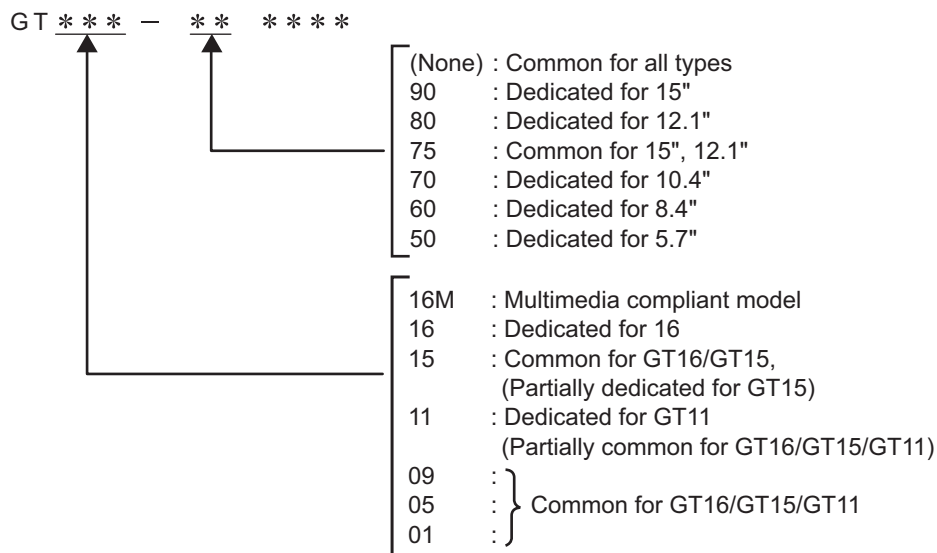 GT*** — ** ****
(None) : Common for all types
90 : Dedicated for 15"
80 : Dedicated for 12.1"
75 : Common for 15", 12.1"
70 : Dedicated for 10.4"
60 : Dedicated for 8.4"
50 : Dedicated for 5.7"
16M : Multimedia compliant model
16 : Dedicated for 16
15 : Common for GT16/GT15,
(Partially dedicated for GT15)
11 : Dedicated for GT11
(Partially common for GT16/GT15/GT11)
09 :
05 : Common for GT16/GT15/GT11
01 :